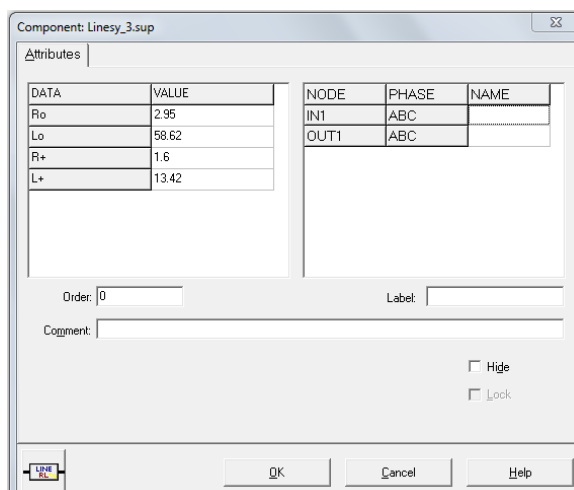 Component: Linesy_3.sup
Attributes
DATA VALUE
Ro 2.95
Lo 58.62
R+ 1.6
L+ 13.42
NODE PHASE NAME
IN1 ABC
OUT1 ABC
Order: 0
Label:
Comment:
Hide
Lock
LINE
RL
OK Cancel Help